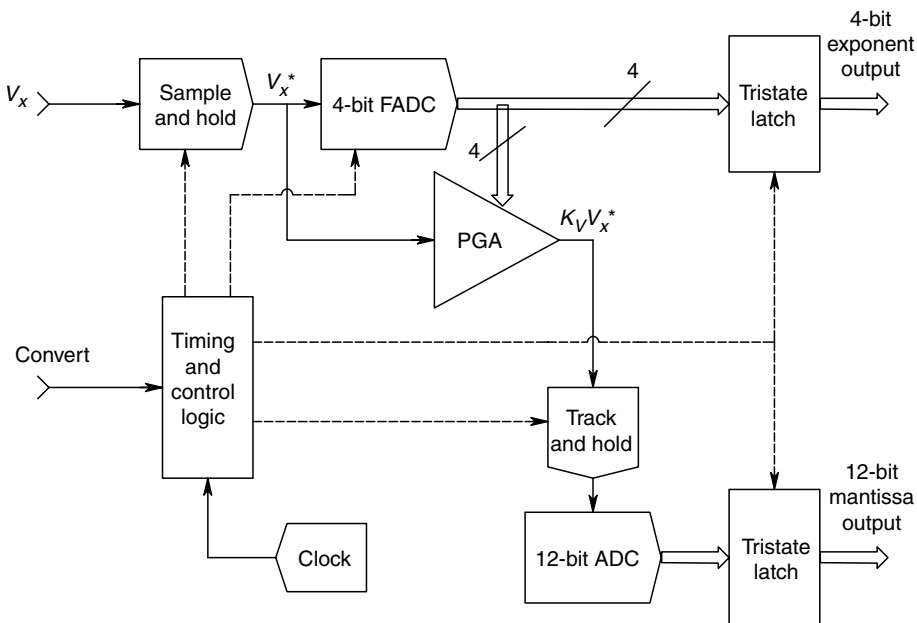 4-bit
exponent
output
V_x
Sample
and hold
V_x^*
4-bit FADC
4
Tristate
latch
4
PGA
K_V V_x^*
Convert
Timing
and
control
logic
Track
and hold
12-bit
mantissa
output
Clock
12-bit ADC
Tristate
latch